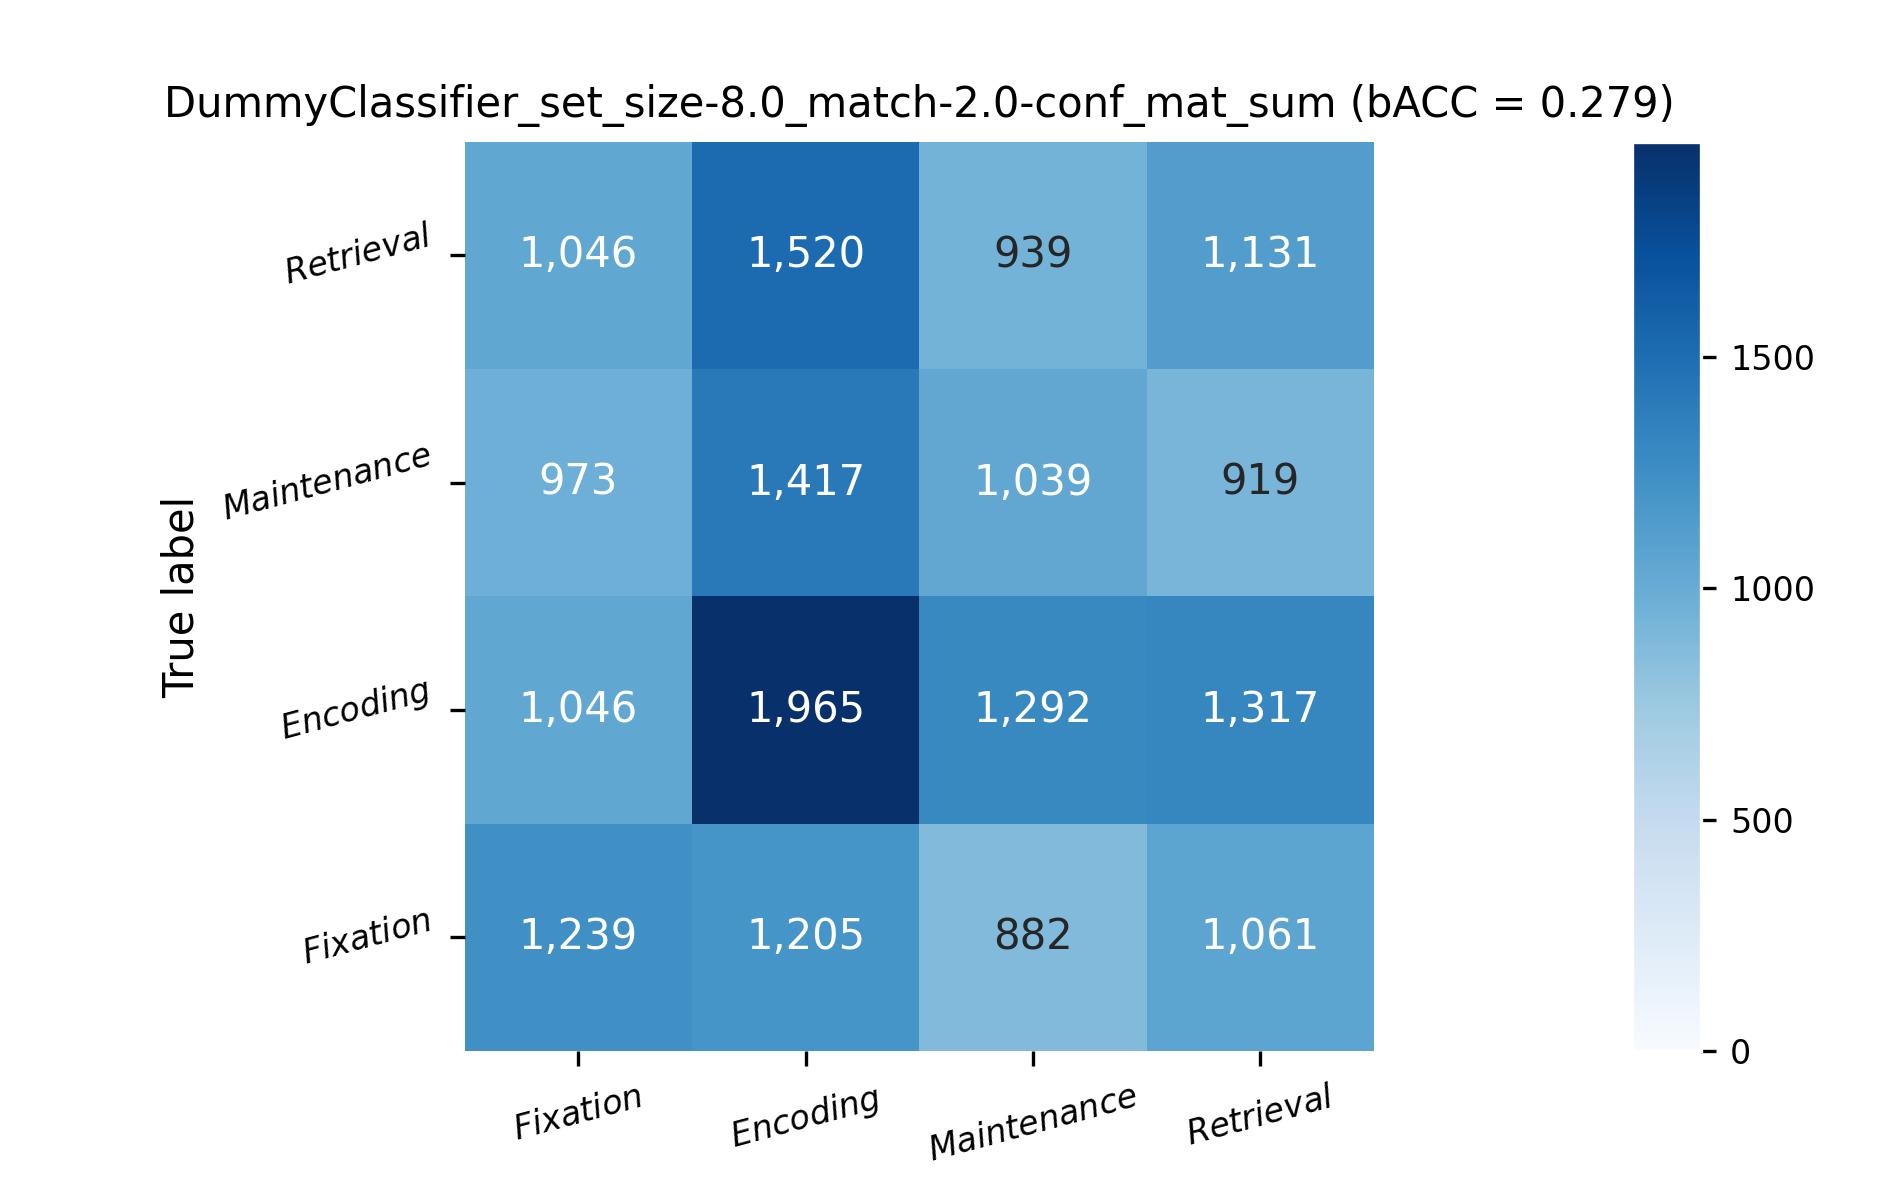 DummyClassifier_set_size-8.0_match-2.0-conf_mat_sum (bACC = 0.279)
True label
Retrieval 1,046 1,520 939 1,131
Maintenance 973 1,417 1,039 919
Encoding 1,046 1,965 1,292 1,317
Fixation 1,239 1,205 882 1,061
Fixation Encoding Maintenance Retrieval
1500
1000
500
0